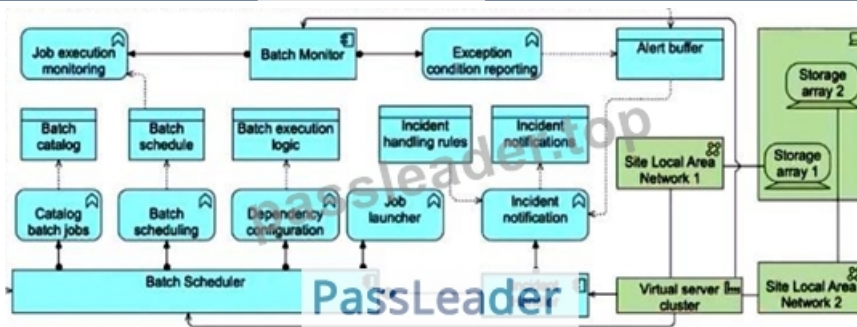 Job execution
monitoring
Batch Monitor
Exception
condition reporting
Alert buffer
Storage
array 2
Batch
catalog
Batch
schedule
Batch execution
logic
Incident
handling rules
Incident
notifications
Site Local Area
Network 1
Storage
array 1
passleader.top
Catalog
batch jobs
Batch
scheduling
Dependency
configuration
Job
launcher
Incident
notification
Batch Scheduler
PassLeader
Virtual server
cluster
Site Local Area
Network 2